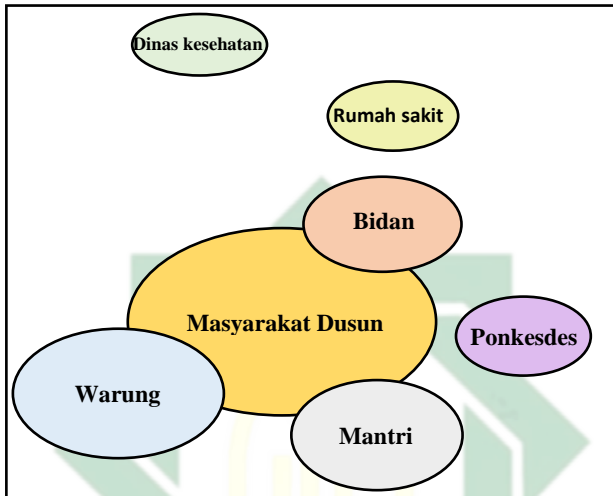 Dinas kesehatan
Rumah sakit
Bidan
Masyarakat Dusun
Ponkesdes
Warung
Mantri